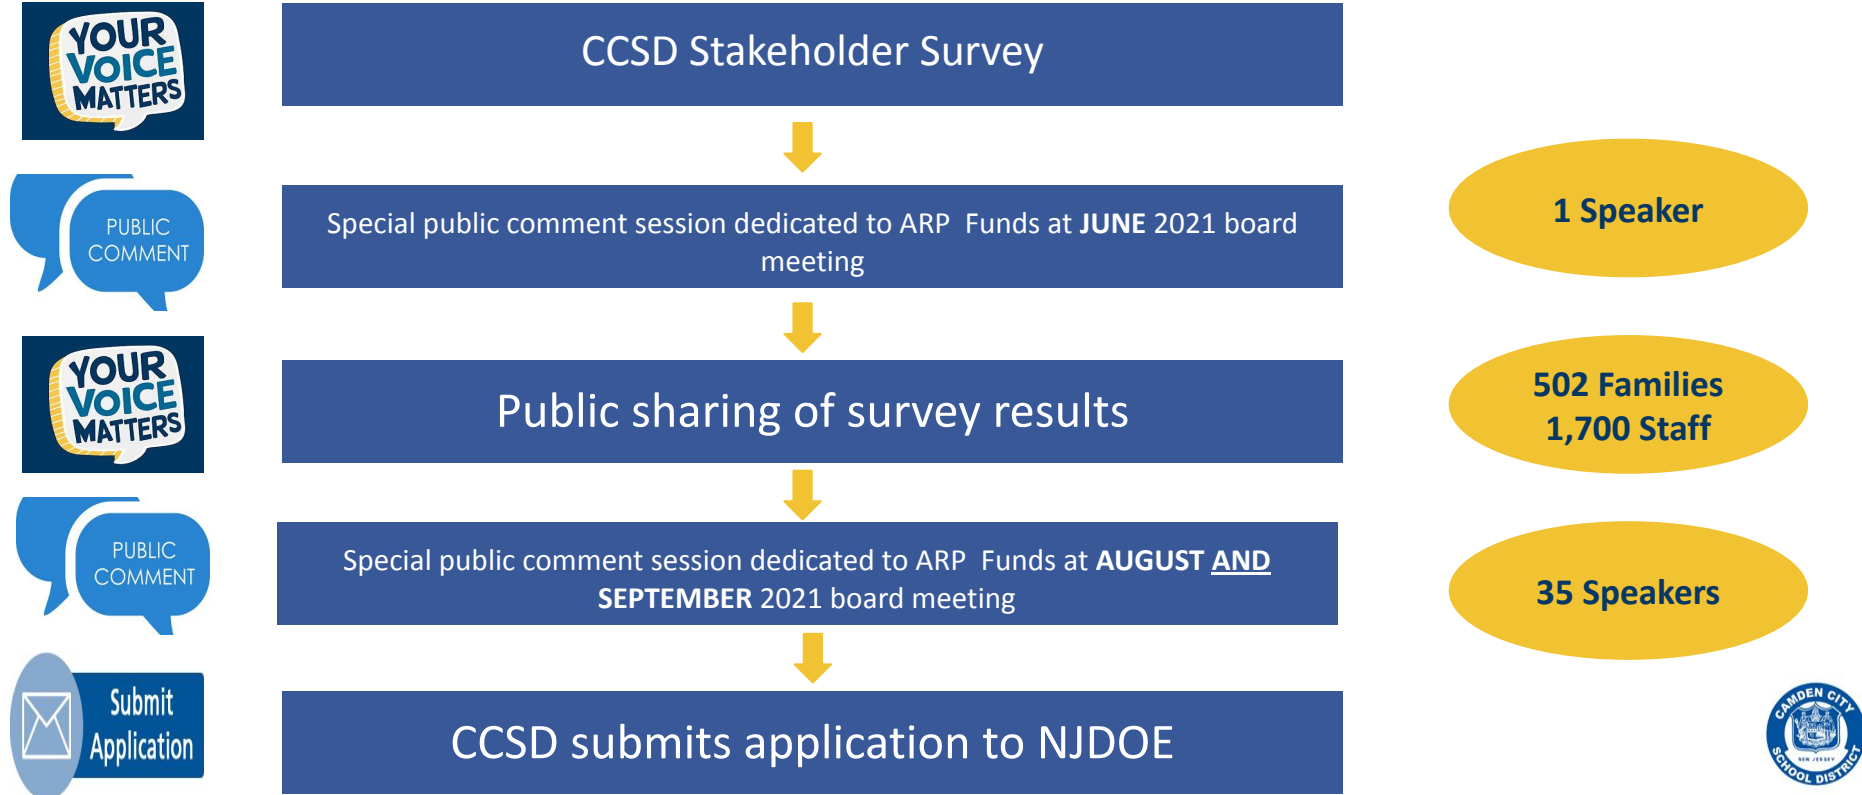 YOUR
VOICE
MATTERS
CCSD Stakeholder Survey
PUBLIC
COMMENT
Special public comment session dedicated to ARP  Funds at JUNE 2021 board
meeting
1 Speaker
YOUR
VOICE
MATTERS
Public sharing of survey results
502 Families
1,700 Staff
PUBLIC
COMMENT
Special public comment session dedicated to ARP  Funds at AUGUST AND
SEPTEMBER 2021 board meeting
35 Speakers
Submit
Application
CCSD submits application to NJDOE
CAMDEN CITY
SCHOOL DISTRICT
NEW JERSEY